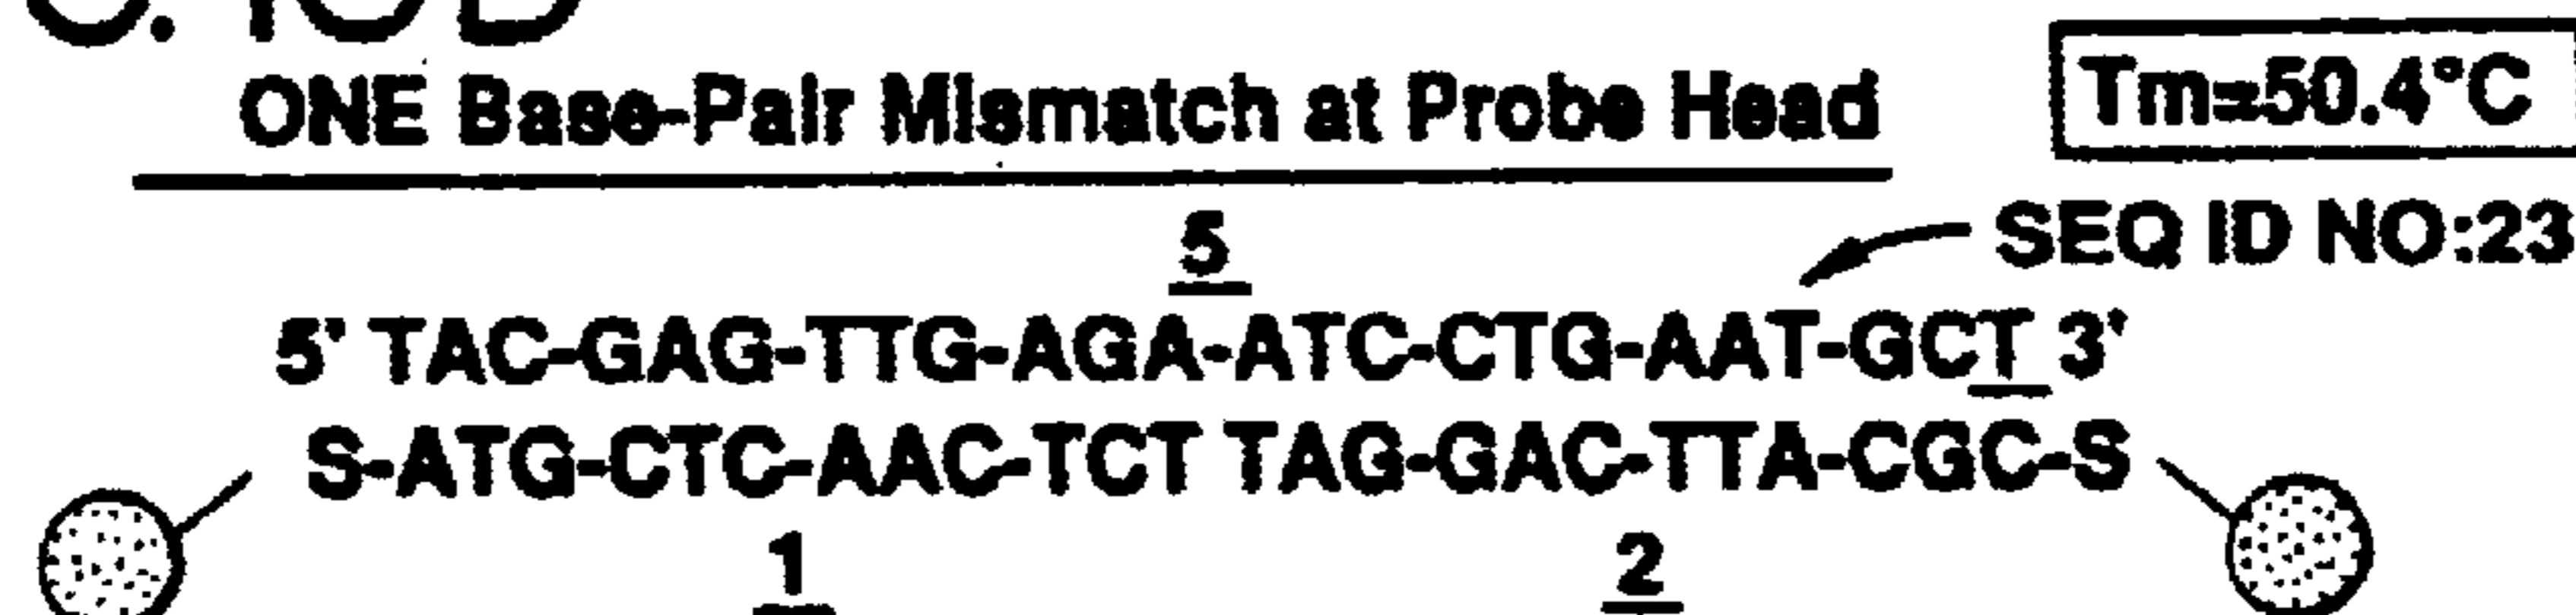 ONE Base-Pair Mismatch at Probe Head
Tm=50.4°C
5
SEQ ID NO:23
5' TAC-GAG-TTG-AGA-ATC-CTG-AAT-GCT 3'
S-ATG-CTC-AAC-TCT TAG-GAC-TTA-CGC-S
1 2